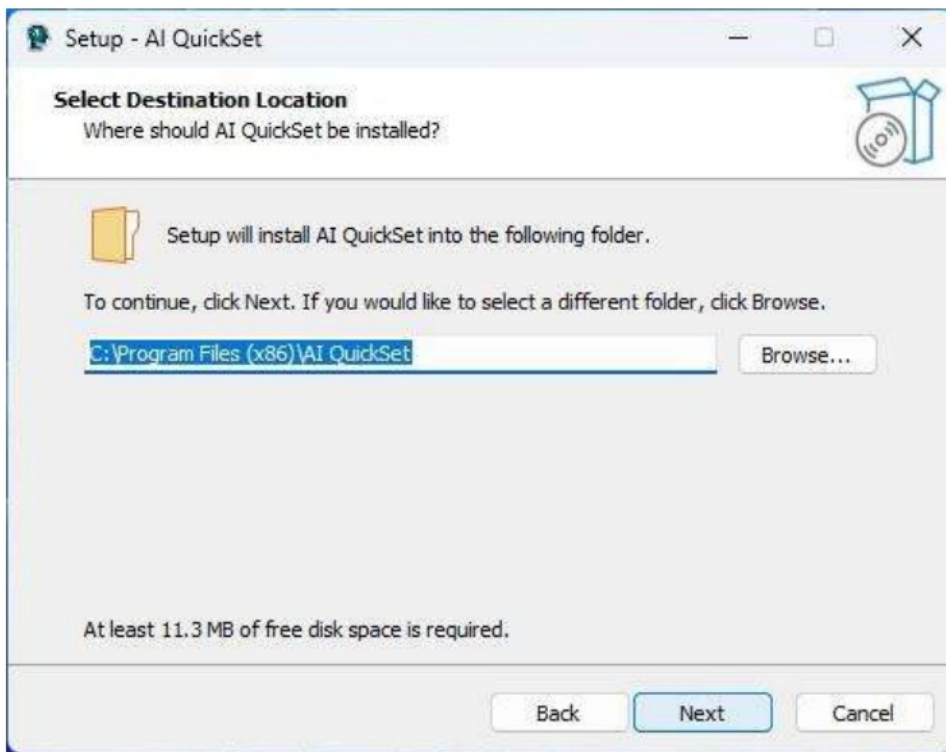 Setup - AI QuickSet
Select Destination Location
Where should AI QuickSet be installed?
Setup will install AI QuickSet into the following folder.
To continue, click Next. If you would like to select a different folder, click Browse.
C:\Program Files (x86)\AI QuickSet
Browse...
At least 11.3 MB of free disk space is required.
Back Next Cancel